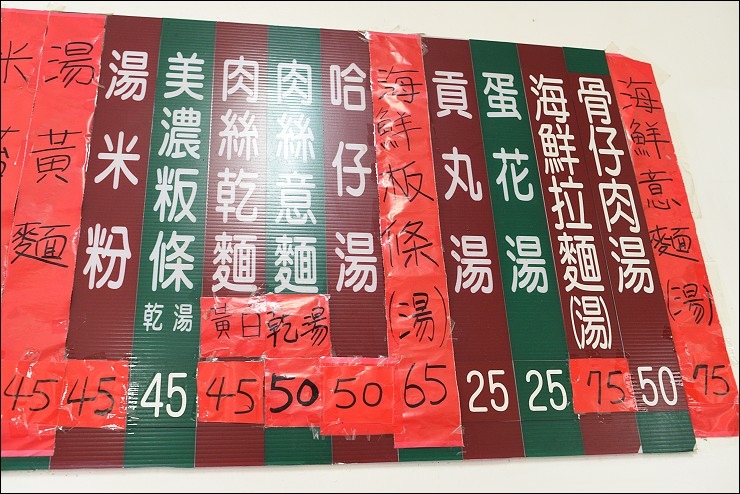 海鮮意麵(湯)
75
骨仔肉湯
50
海鮮拉麵(湯)
75
蛋花湯
25
貢丸湯
25
海鮮板條(湯)
65
哈仔湯
50
肉絲意麵
50
肉絲乾麵
45
黃白乾湯
美濃粄條
乾湯
45
湯米粉
45
湯黃麵
45
米